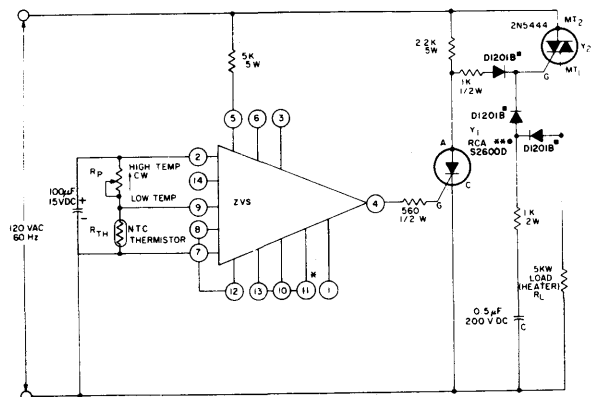 2N5444
MT2
Y2
MT1
G
2.2K
5W
D1201B*
1K
1/2W
5K
5W
D1201B*
Y1
RCA **●
S2600D
D1201B*
A
C
G
5
6
3
2
14
9
8
7
4
12
13
10
11
*
1
ZVS
RP
HIGH TEMP
CW
LOW TEMP
100μF
15VDC
+
-
RTH
NTC
THERMISTOR
120 VAC
60 Hz
560
1/2 W
1K
2W
5KW
LOAD
(HEATER)
RL
0.5μF
200 VDC
C